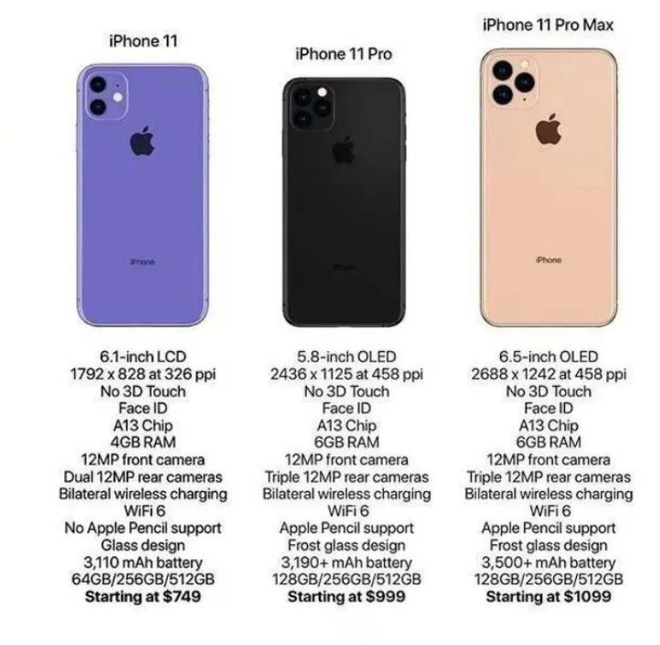 iPhone 11
6.1-inch LCD
1792 x 828 at 326 ppi
No 3D Touch
Face ID
A13 Chip
4GB RAM
12MP front camera
Dual 12MP rear cameras
Bilateral wireless charging
WiFi 6
No Apple Pencil support
Glass design
3,110 mAh battery
64GB/256GB/512GB
Starting at $749
iPhone 11 Pro
iPhone
5.8-inch OLED
2436 x 1125 at 458 ppi
No 3D Touch
Face ID
A13 Chip
6GB RAM
12MP front camera
Triple 12MP rear cameras
Bilateral wireless charging
WiFi 6
Apple Pencil support
Frost glass design
3,190+ mAh battery
128GB/256GB/512GB
Starting at $999
iPhone 11 Pro Max
iPhone
6.5-inch OLED
2688 x 1242 at 458 ppi
No 3D Touch
Face ID
A13 Chip
6GB RAM
12MP front camera
Triple 12MP rear cameras
Bilateral wireless charging
WiFi 6
Apple Pencil support
Frost glass design
3,500+ mAh battery
128GB/256GB/512GB
Starting at $1099